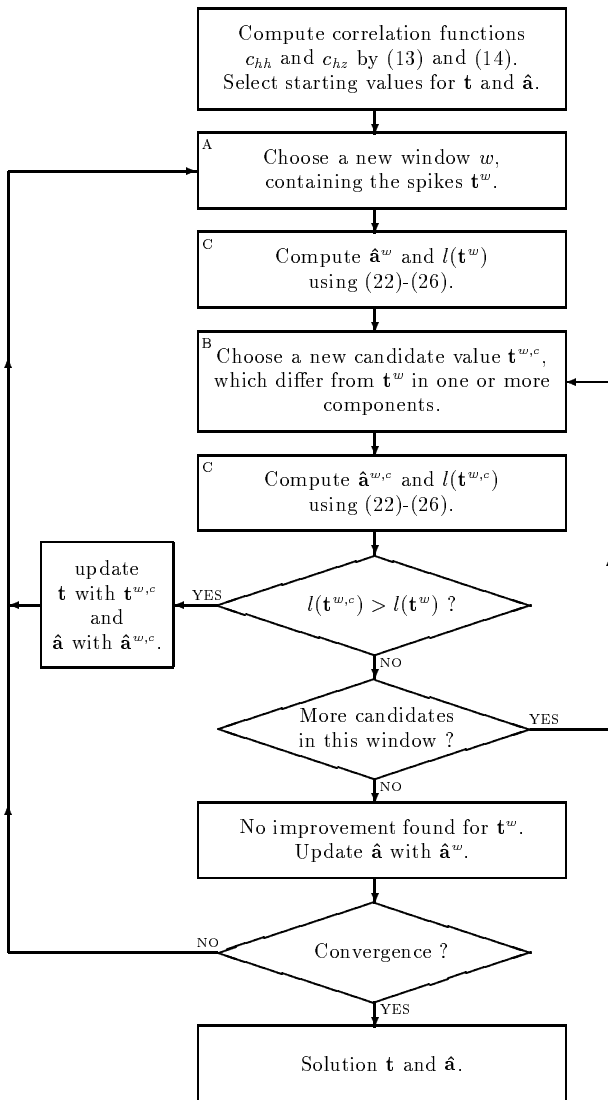 Compute correlation functions
c_hh and c_hz by (13) and (14).
Select starting values for t and â.
A
Choose a new window w,
containing the spikes t^w.
C
Compute â^w and l(t^w)
using (22)-(26).
B
Choose a new candidate value t^{w,c},
which differ from t^w in one or more
components.
C
Compute â^{w,c} and l(t^{w,c})
using (22)-(26).
update
t with t^{w,c}
and
â with â^{w,c}.
YES
l(t^{w,c}) > l(t^w) ?
NO
More candidates
in this window ?
YES
NO
No improvement found for t^w.
Update â with â^w.
NO
Convergence ?
YES
Solution t and â.